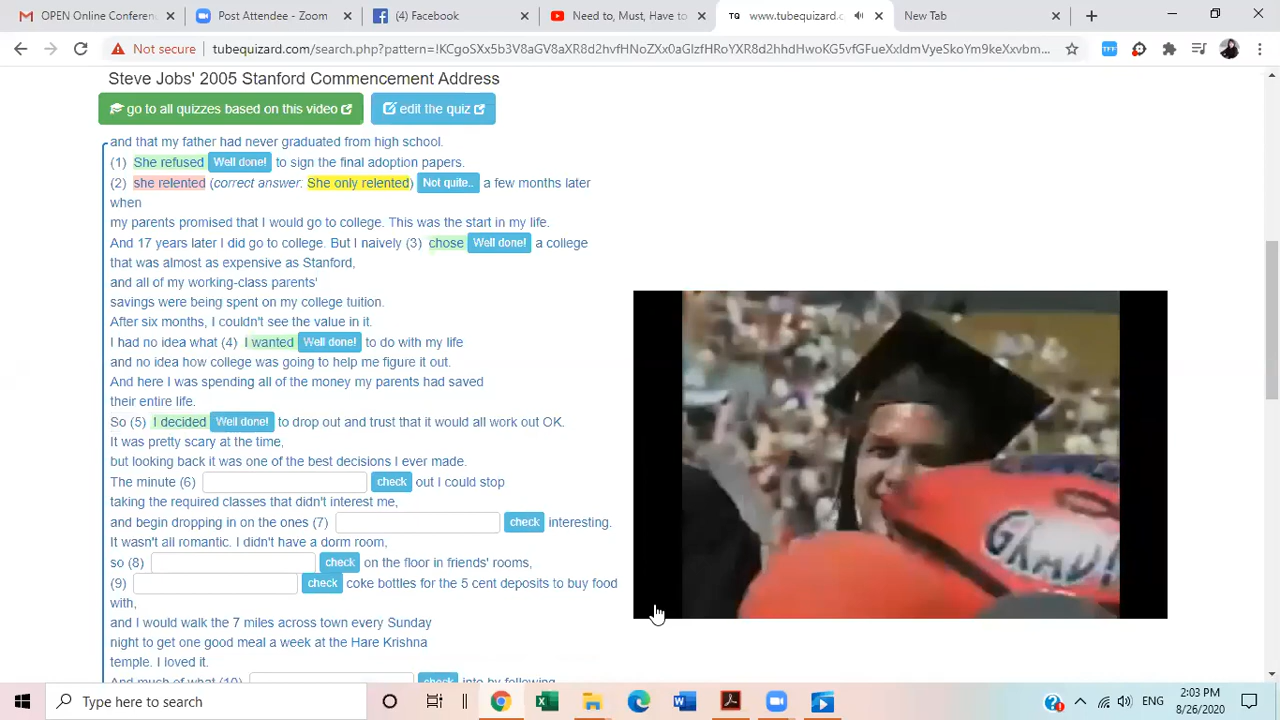 OPEN Online Conferen
Post Attendee - Zoom
(4) Facebook
Need to, Must, Have to
TQ www.tubequizard.c
New Tab
Not secure tubequizard.com/search.php?pattern=
Steve Jobs' 2005 Stanford Commencement Address
go to all quizzes based on this video edit the quiz
and that my father had never graduated from high school.
(1) She refused Well done! to sign the final adoption papers.
(2) she relented (correct answer: She only relented) Not quite.. a few months later
when
my parents promised that I would go to college. This was the start in my life.
And 17 years later I did go to college. But I naively (3) chose Well done! a college
that was almost as expensive as Stanford,
and all of my working-class parents'
savings were being spent on my college tuition.
After six months, I couldn't see the value in it.
I had no idea what (4) I wanted Well done! to do with my life
and no idea how college was going to help me figure it out.
And here I was spending all of the money my parents had saved
their entire life.
So (5) I decided Well done! to drop out and trust that it would all work out OK.
It was pretty scary at the time,
but looking back it was one of the best decisions I ever made.
The minute (6) check out I could stop
taking the required classes that didn't interest me,
and begin dropping in on the ones (7) check interesting.
It wasn't all romantic. I didn't have a dorm room,
so (8) check on the floor in friends' rooms,
(9) check coke bottles for the 5 cent deposits to buy food
with,
and I would walk the 7 miles across town every Sunday
night to get one good meal a week at the Hare Krishna
temple. I loved it.
And much of what (10) check into by following
Type here to search
ENG
2:03 PM
8/26/2020